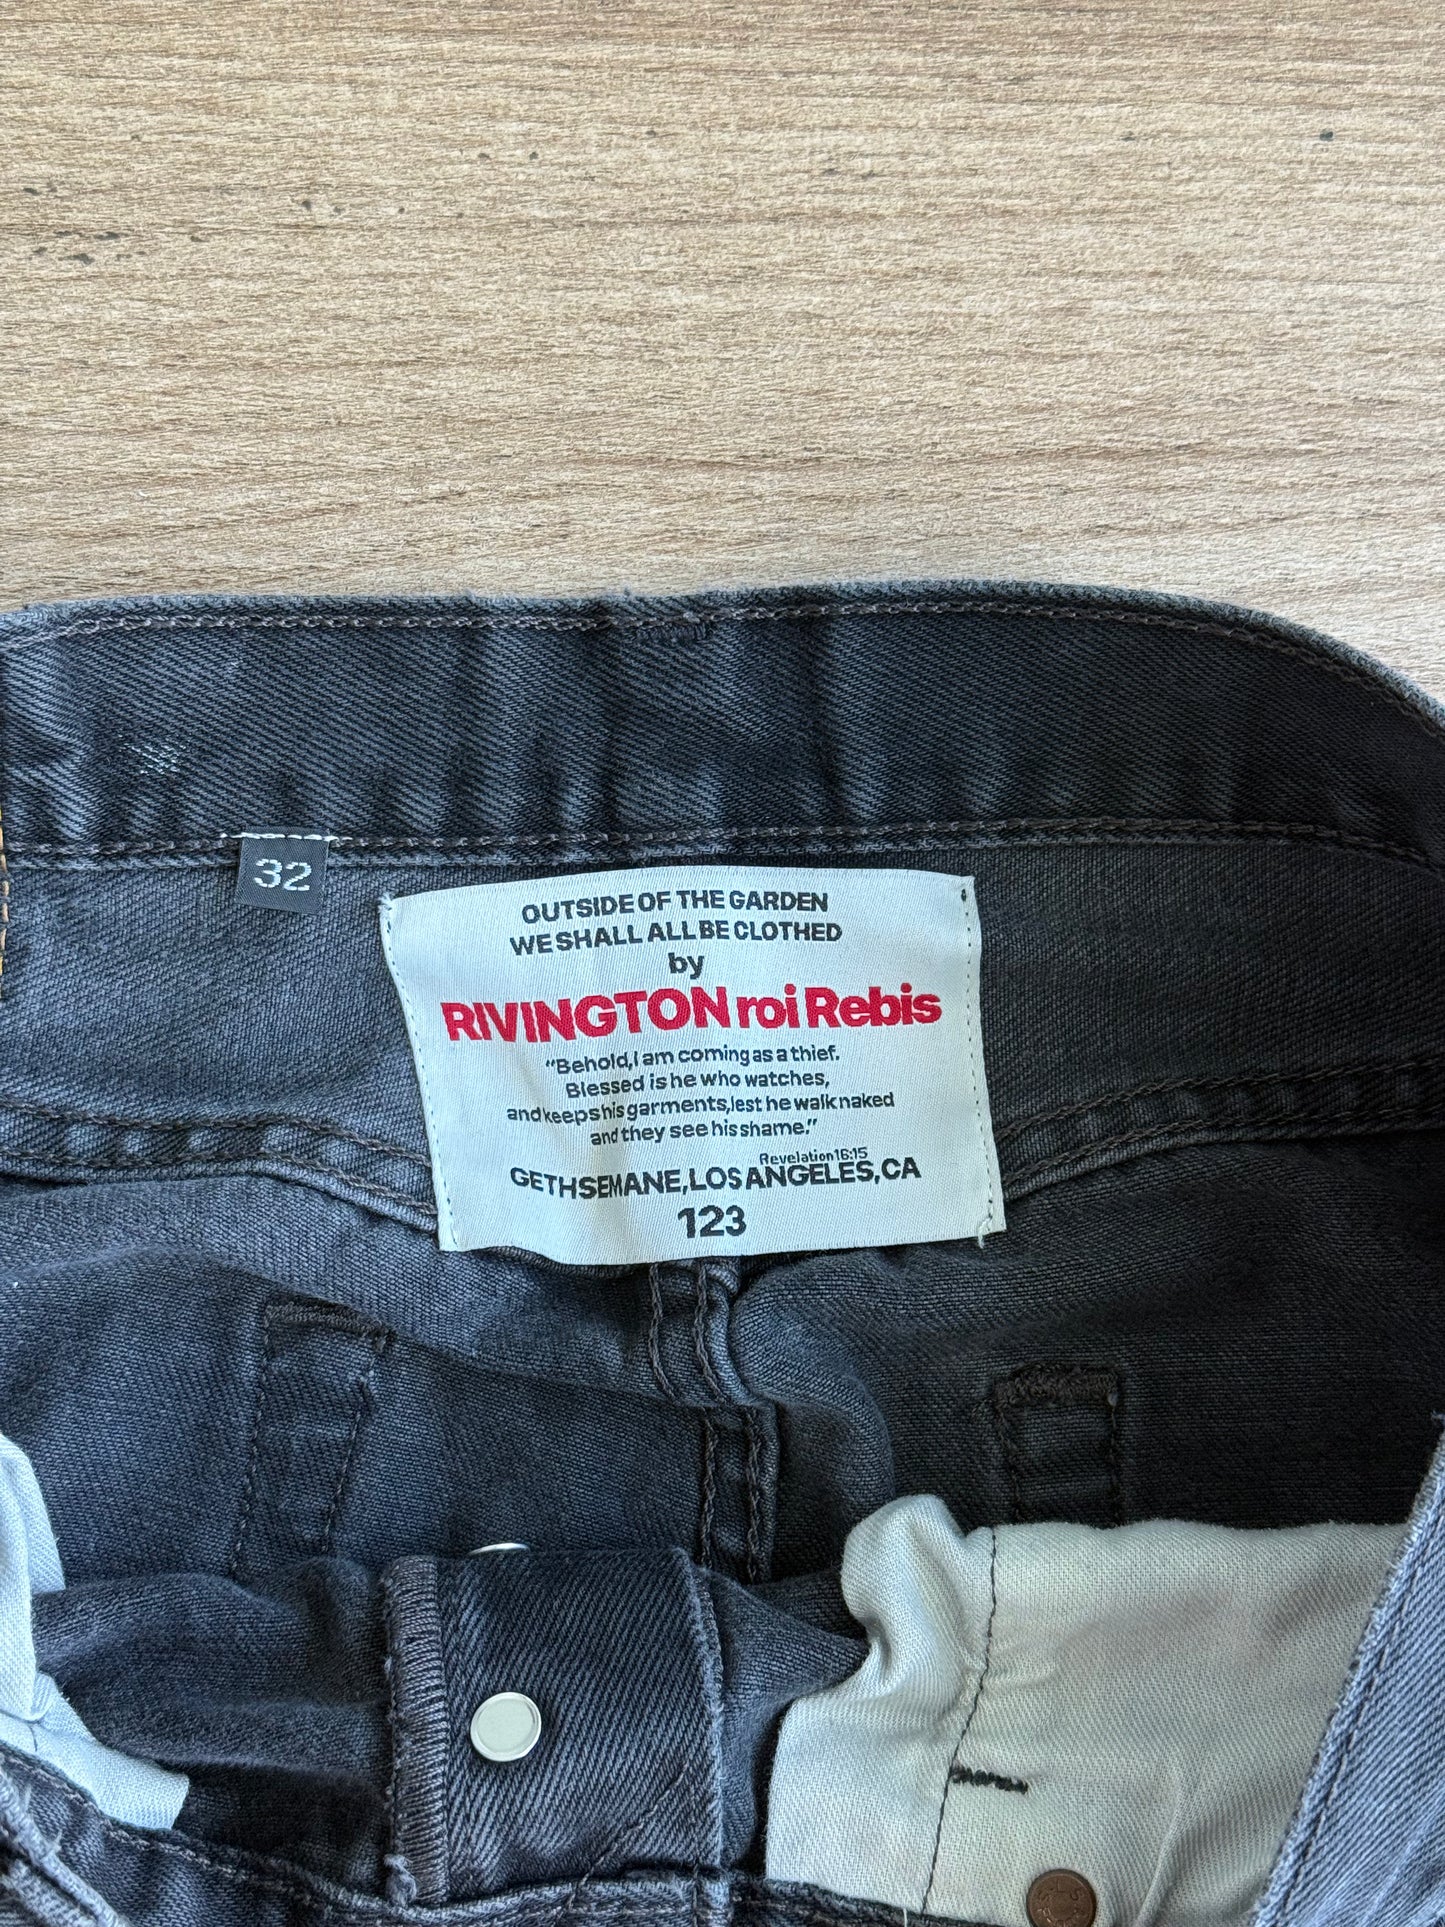 32
OUTSIDE OF THE GARDEN
WE SHALL ALL BE CLOTHED
by
RIVINGTON roi Rebis
“Behold, I am coming as a thief.
Blessed is he who watches,
and keeps his garments, lest he walk naked
and they see his shame.”
Revelation 16:15
GETHSEMANE, LOS ANGELES, CA
123